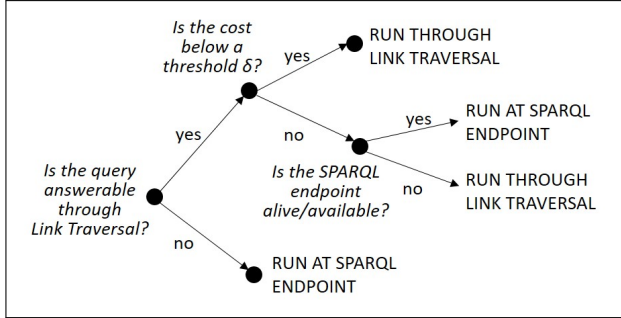 Is the cost
below a
threshold δ?
yes
RUN THROUGH
LINK TRAVERSAL
yes
no
yes
RUN AT SPARQL
ENDPOINT
Is the query
answerable
through
Link Traversal?
Is the SPARQL
endpoint
alive/available?
no
RUN THROUGH
LINK TRAVERSAL
no
RUN AT SPARQL
ENDPOINT